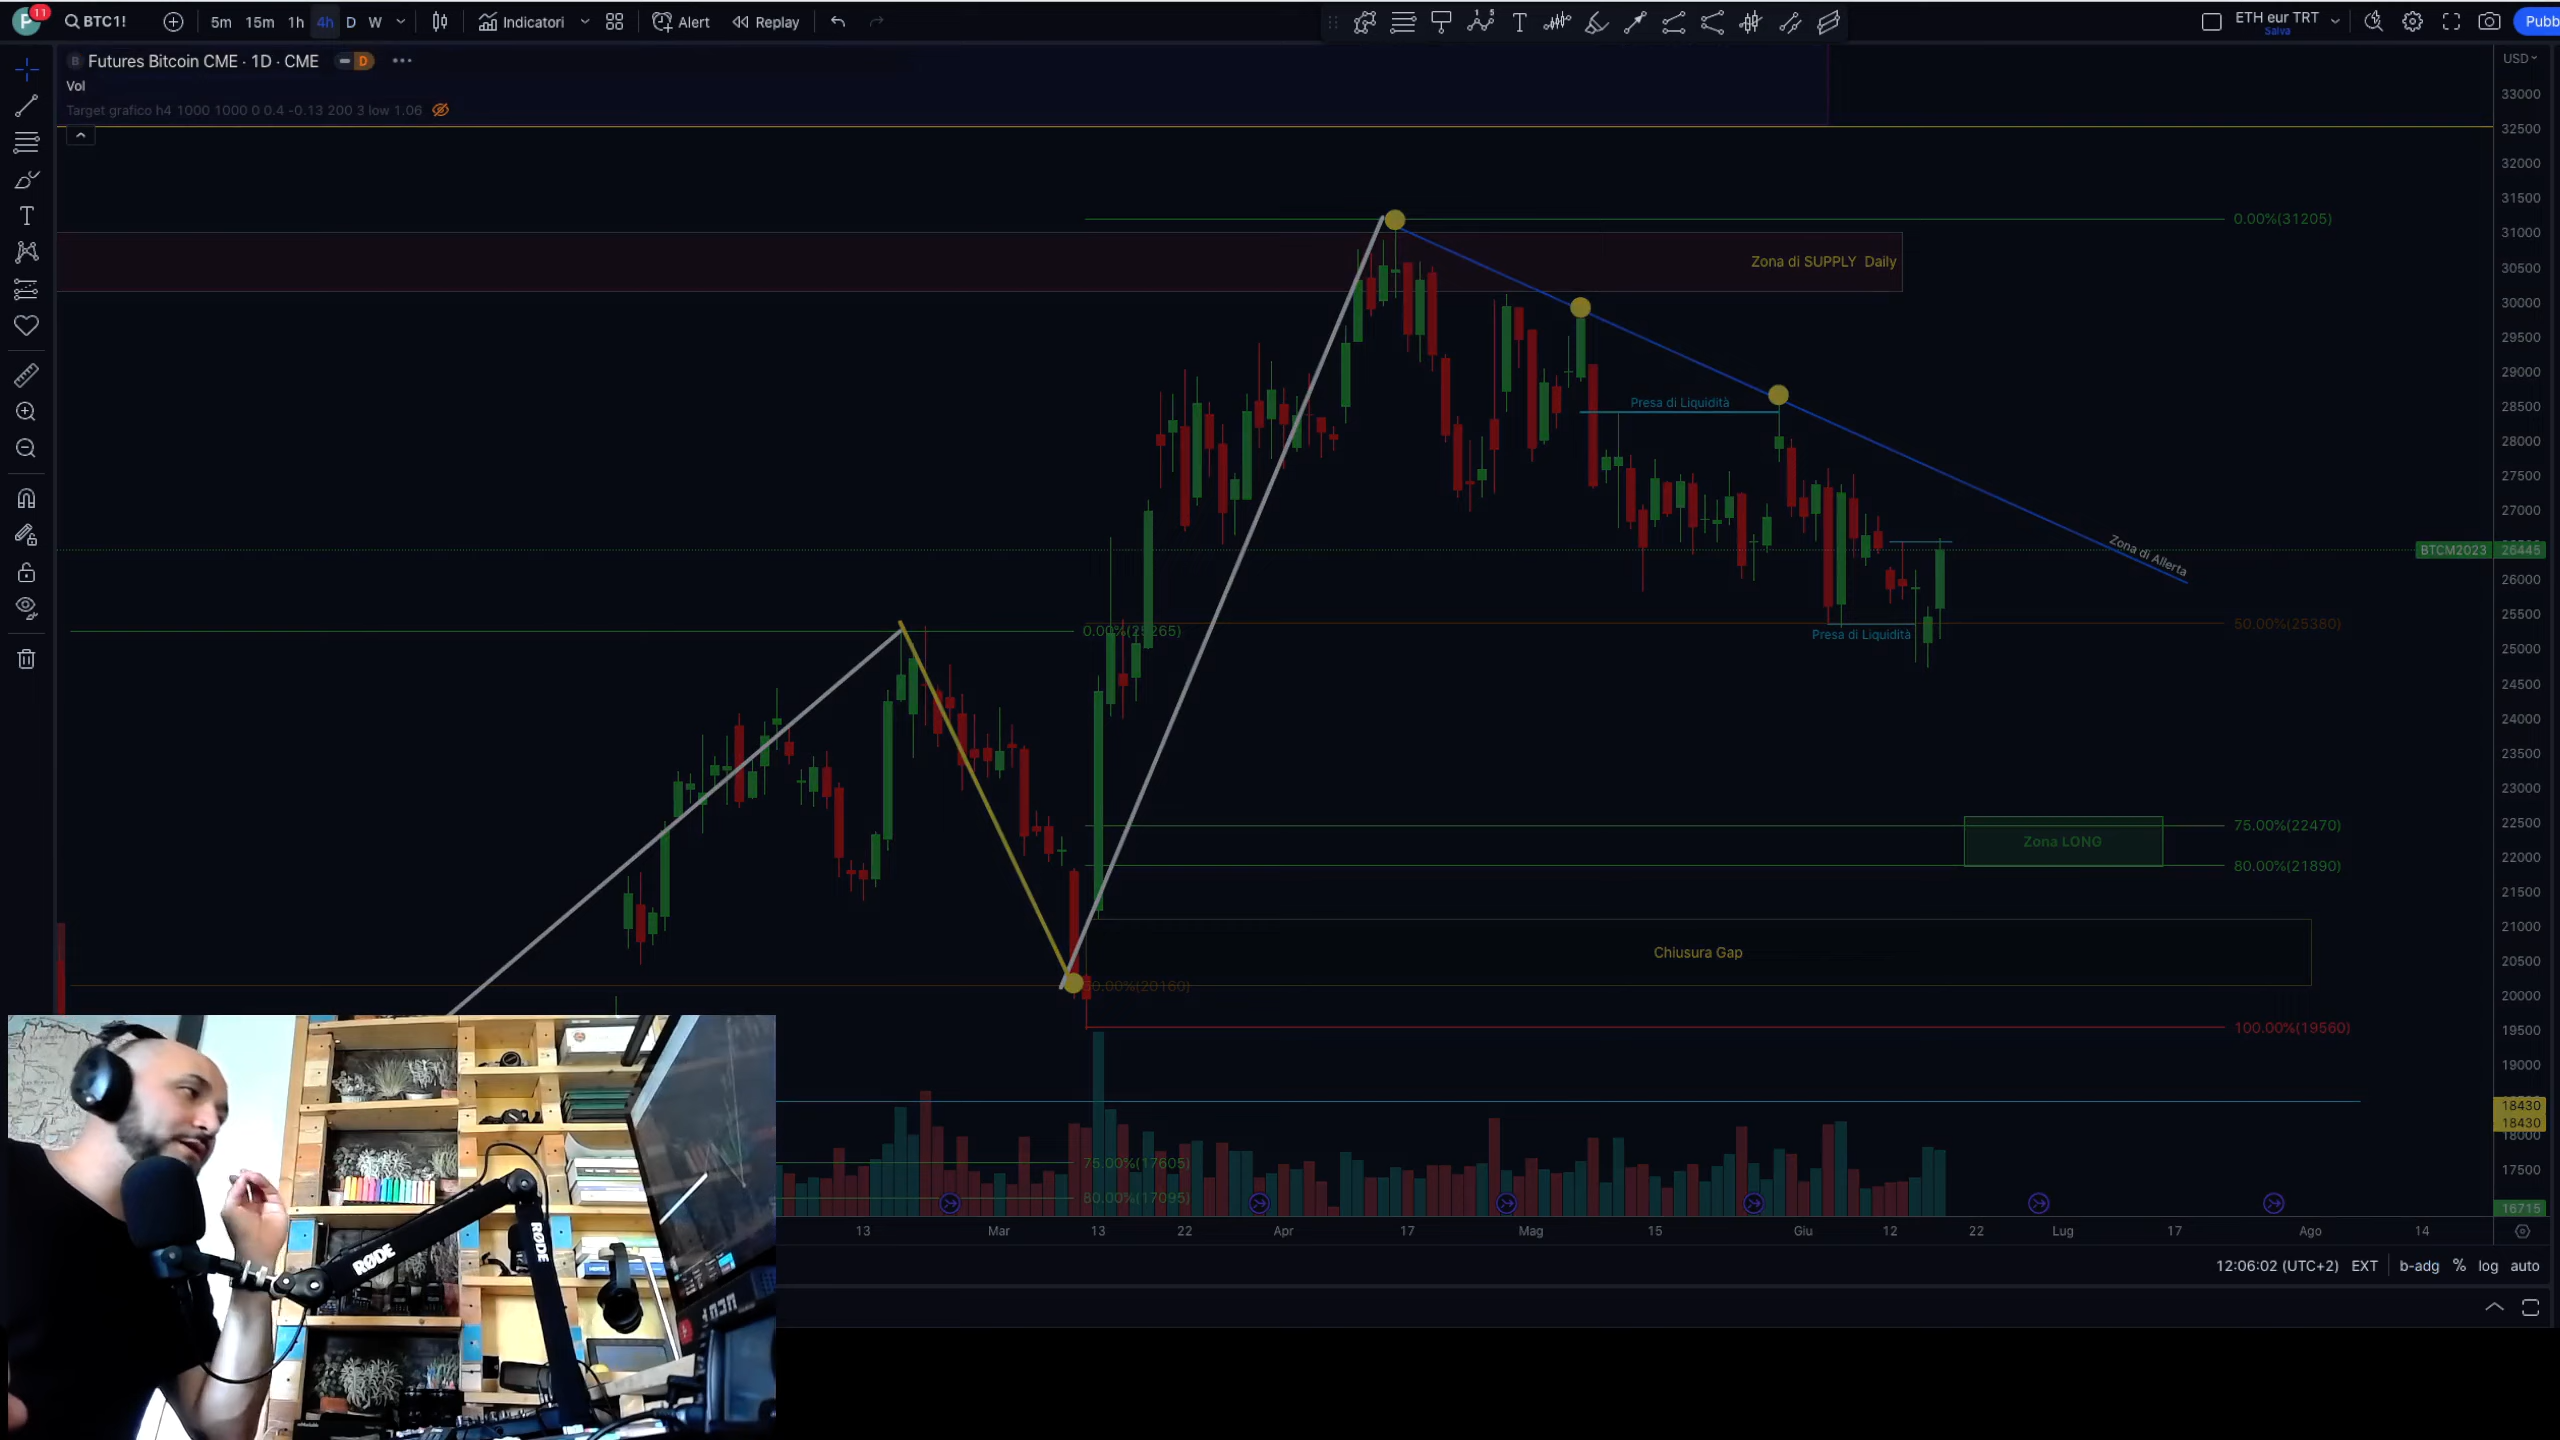 11
BTC1!
5m 15m 1h 4h D W
Indicatori
Alert
Replay
ETH eur TRT
Salva
Pubb
Futures Bitcoin CME · 1D · CME
D
USD
Vol
Target grafico h4 1000 1000 0 0.4 -0.13 200 3 low 1.06
33000
32500
32000
31500
0.00%(31205)
31000
Zona di SUPPLY Daily
30500
30000
29500
29000
Presa di Liquidità
28500
28000
27500
27000
Zona di Allerta
BTCM2023 26445
26000
25500
50.00%(25380)
0.00%(25265)
Presa di Liquidità
25000
24500
24000
23500
23000
22500
75.00%(22470)
Zona LONG
22000
80.00%(21890)
21500
21000
Chiusura Gap
20500
20000
19500
100.00%(19560)
19000
18430
18430
18000
75.00%(17605)
17500
80.00%(17095)
16715
13 Mar 13 22 Apr 17 Mag 15 Giu 12 22 Lug 17 Ago 14
12:06:02 (UTC+2) EXT b-adg % log auto
RØDE
RØDE